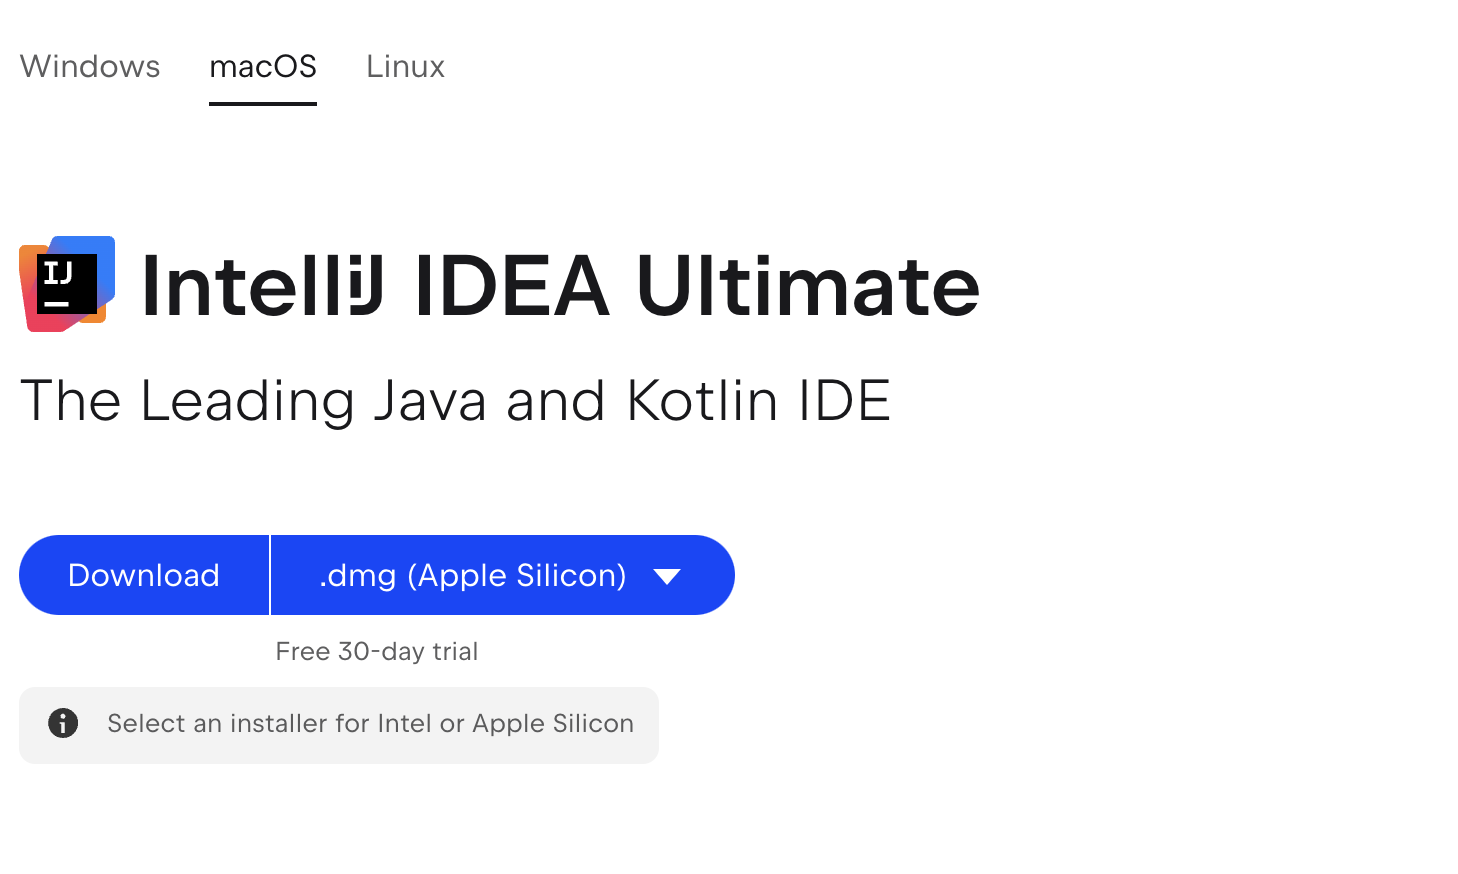 Windows macOS Linux
IJ
IntelliJ IDEA Ultimate
The Leading Java and Kotlin IDE
Download .dmg (Apple Silicon)
Free 30-day trial
Select an installer for Intel or Apple Silicon